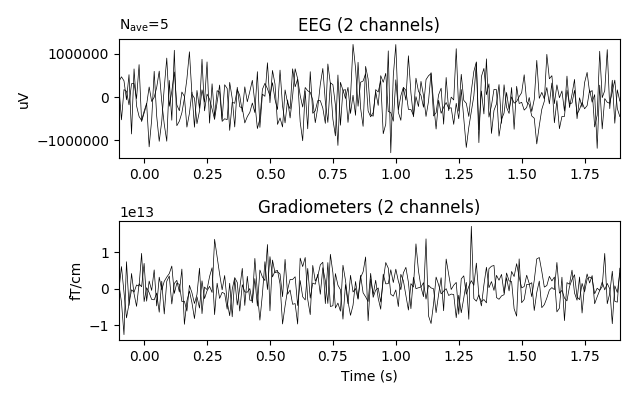 N_ave=5
EEG (2 channels)
1000000
0
−1000000
uV
0.00 0.25 0.50 0.75 1.00 1.25 1.50 1.75
1e13
Gradiometers (2 channels)
1
0
−1
fT/cm
0.00 0.25 0.50 0.75 1.00 1.25 1.50 1.75
Time (s)